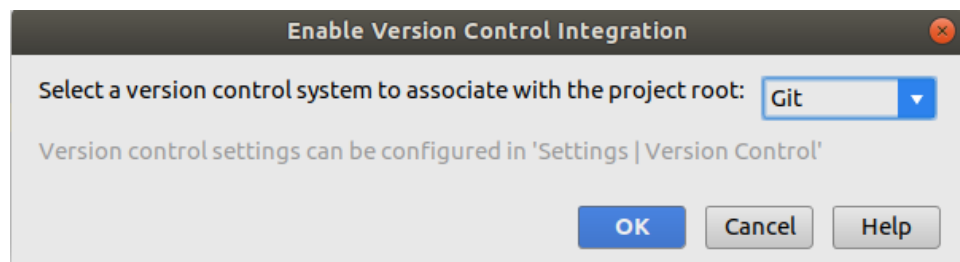 Enable Version Control Integration
Select a version control system to associate with the project root: Git
Version control settings can be configured in 'Settings | Version Control'
OK Cancel Help